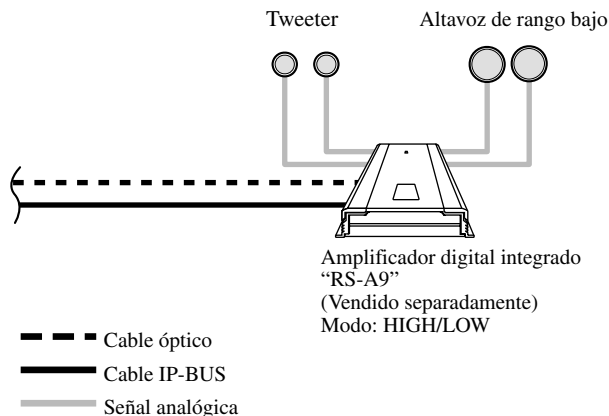 Tweeter
Altavoz de rango bajo
Amplificador digital integrado
“RS-A9”
(Vendido separadamente)
Modo: HIGH/LOW
Cable óptico
Cable IP-BUS
Señal analógica